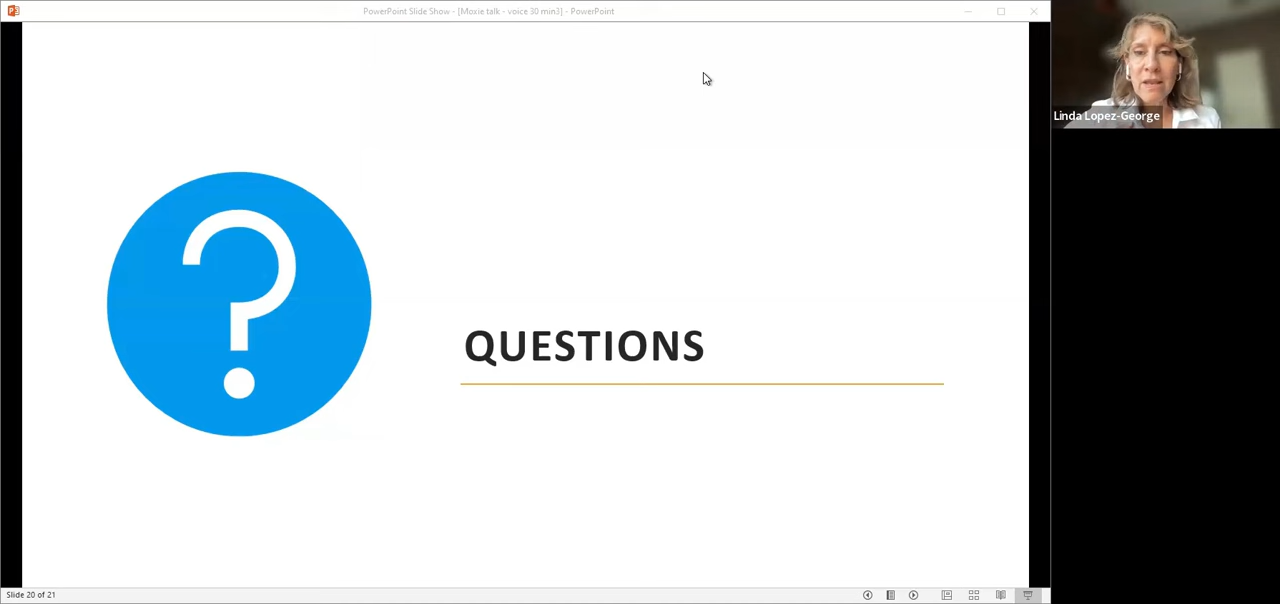 PowerPoint Slide Show - [Moxie talk - voice 30 min3] - PowerPoint
Linda Lopez-George
?
QUESTIONS
Slide 20 of 21